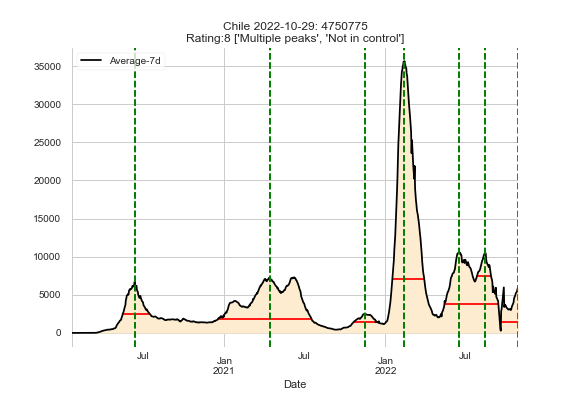 Chile 2022-10-29: 4750775
Rating:8 ['Multiple peaks', 'Not in control']
Average-7d
35000
30000
25000
20000
15000
10000
5000
0
Jul
Jan
2021
Jul
Jan
2022
Jul
Date